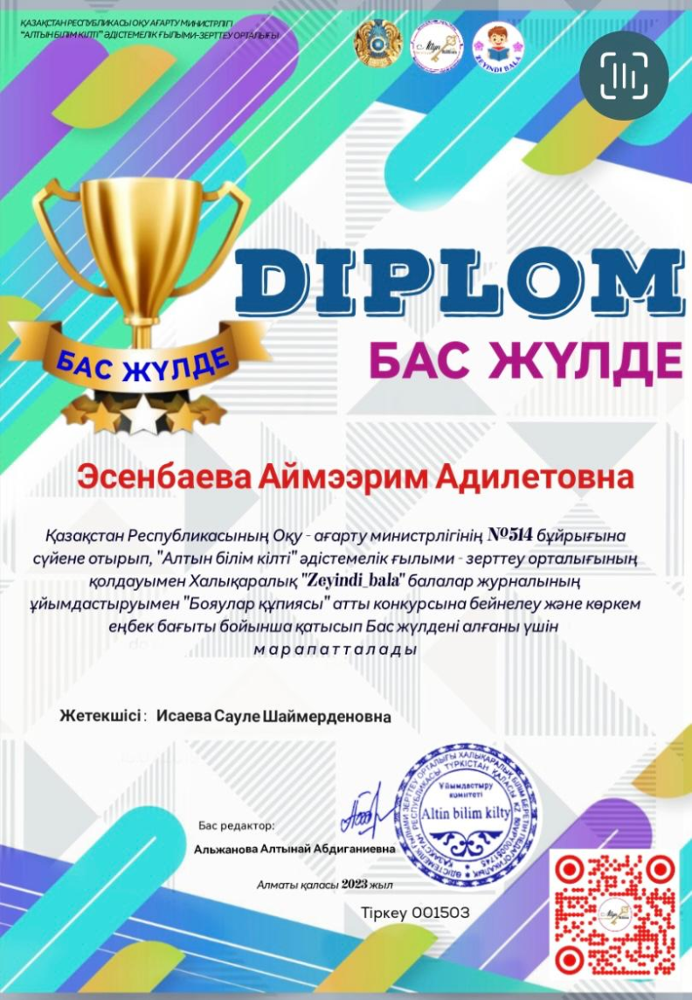 ҚАЗАҚСТАН РЕСПУБЛИКАСЫ ОҚУ АҒАРТУ МИНИСТРЛІГІ
"АЛТЫН БІЛІМ КІЛТІ" ӘДІСТЕМЕЛІК ҒЫЛЫМИ-ЗЕРТТЕУ ОРТАЛЫҒЫ
ZEYINDI BALA
DIPLOM
БАС ЖҮЛДЕ
БАС ЖҮЛДЕ
Эсенбаева Аймээрим Адилетовна
Қазақстан Республикасының Оқу - ағарту министрлігінің №514 бұйрығына
сүйене отырып, "Алтын білім кілті" әдістемелік ғылыми - зерттеу орталығының
қолдауымен Халықаралық "Zeyindi_bala" балалар журналының
ұйымдастыруымен "Бояулар құпиясы" атты конкурсына бейнелеу және көркем
еңбек бағыты бойынша қатысып Бас жүлдені алғаны үшін
марапатталады
Жетекшісі: Исаева Сауле Шаймерденовна
Ұйымдастыру
комитеті
Altin bilim kilty
Бас редактор:
Альжанова Алтынай Абдиганиевна
Алматы қаласы 2023 жыл
Тіркеу 001503